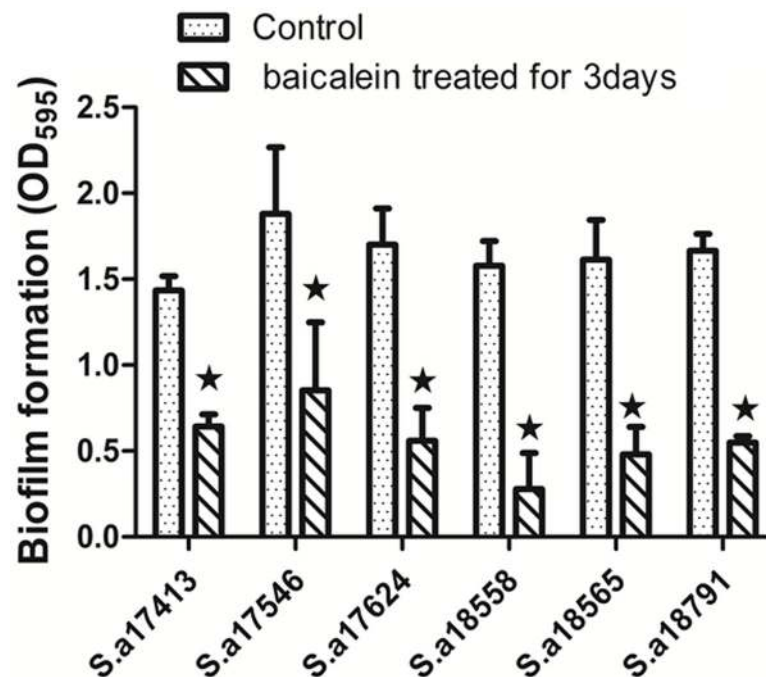 Control
baicalein treated for 3days
Biofilm formation (OD595)
2.5
2.0
1.5
1.0
0.5
0.0
S.a17413
S.a17546
S.a17624
S.a18558
S.a18565
S.a18791